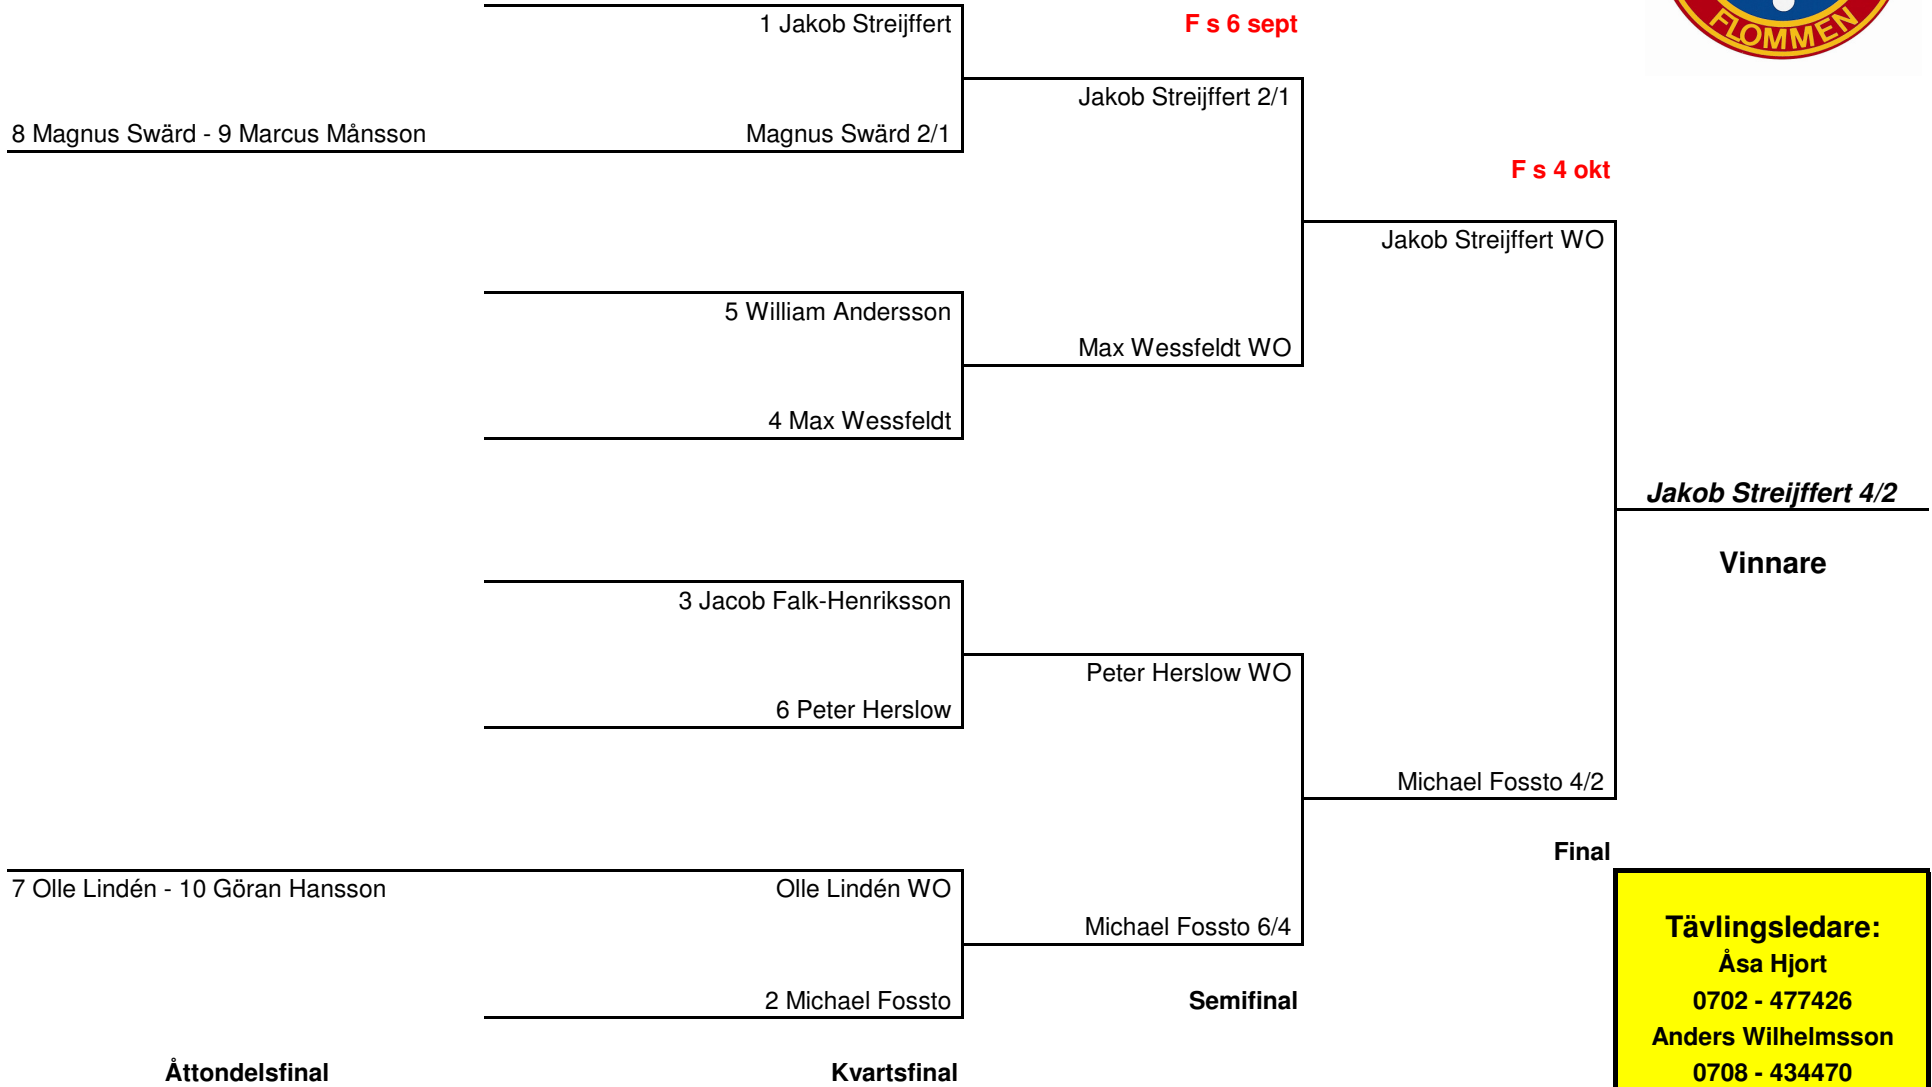 FLOMMEN
1 Jakob Streijffert
F s 6 sept
Jakob Streijffert 2/1
8 Magnus Swärd - 9 Marcus Månsson
Magnus Swärd 2/1
F s 4 okt
Jakob Streijffert WO
5 William Andersson
Max Wessfeldt WO
4 Max Wessfeldt
Jakob Streijffert 4/2
Vinnare
3 Jacob Falk-Henriksson
Peter Herslow WO
6 Peter Herslow
Michael Fossto 4/2
Final
7 Olle Lindén - 10 Göran Hansson
Olle Lindén WO
Michael Fossto 6/4
2 Michael Fossto
Semifinal
Åttondelsfinal
Kvartsfinal
Tävlingsledare:
Åsa Hjort
0702 - 477426
Anders Wilhelmsson
0708 - 434470